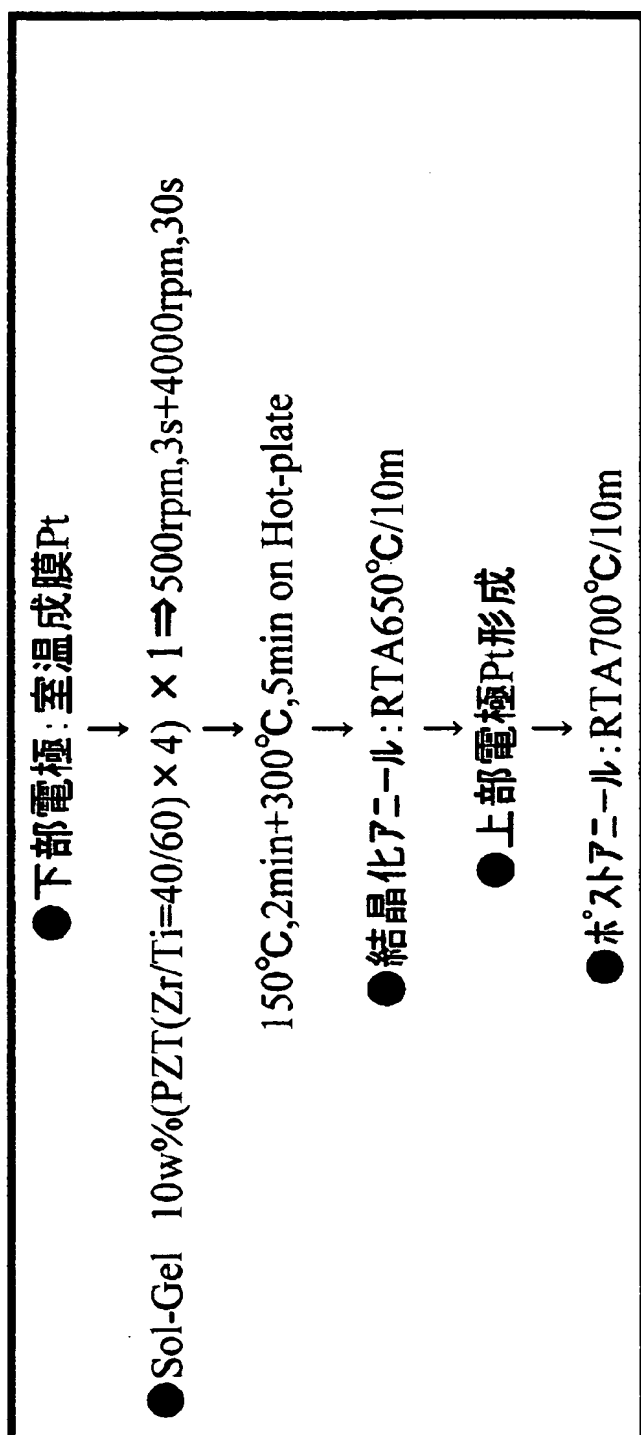 ●下部電極:室温成膜Pt
↓
●Sol-Gel 10w%(PZT(Zr/Ti=40/60)×4) ×1⇒500rpm,3s+4000rpm,30s
↓
150℃,2min+300℃,5min on Hot-plate
↓
●結晶化アニール:RTA650℃/10m
↓
●上部電極Pt形成
↓
●ポストアニール:RTA700℃/10m